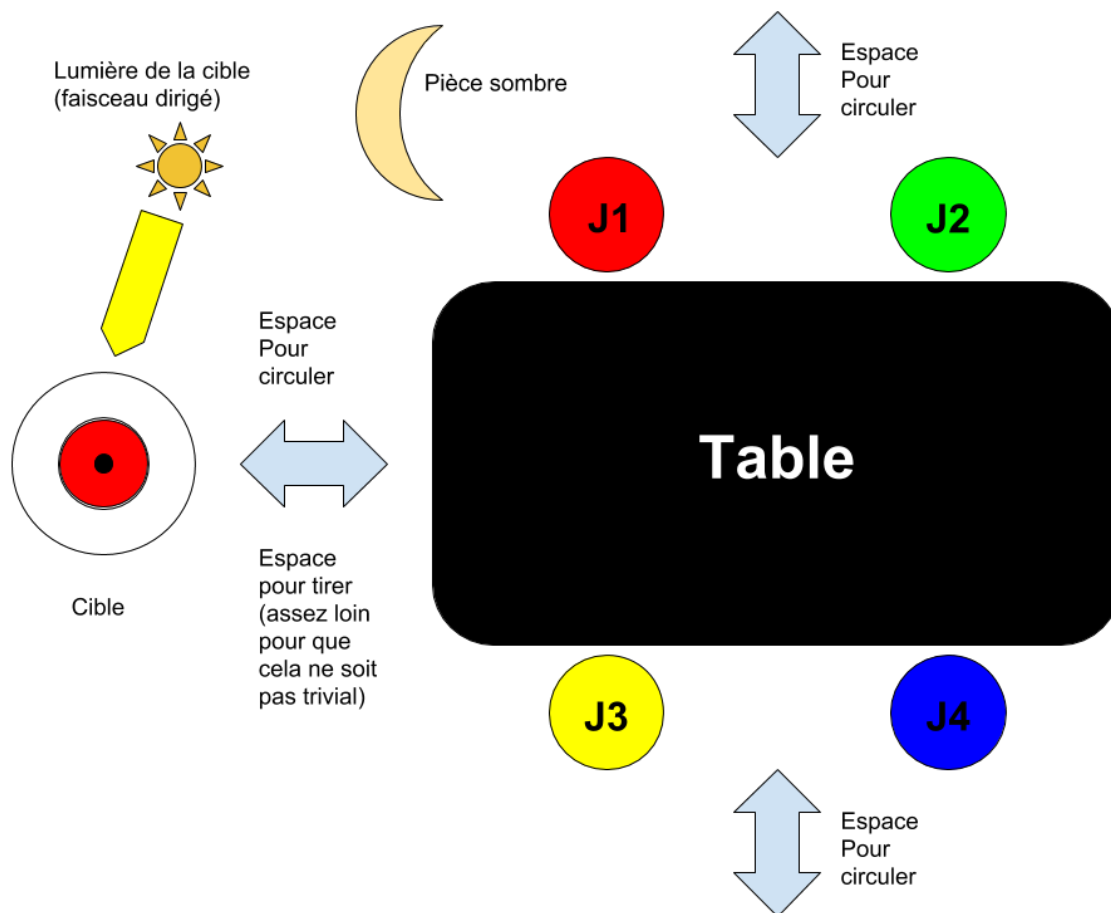 Lumière de la cible
(faisceau dirigé)
Pièce sombre
Espace
Pour
circuler
J1
J2
Espace
Pour
circuler
Table
Espace
pour tirer
(assez loin
pour que
cela ne soit
pas trivial)
Cible
J3
J4
Espace
Pour
circuler